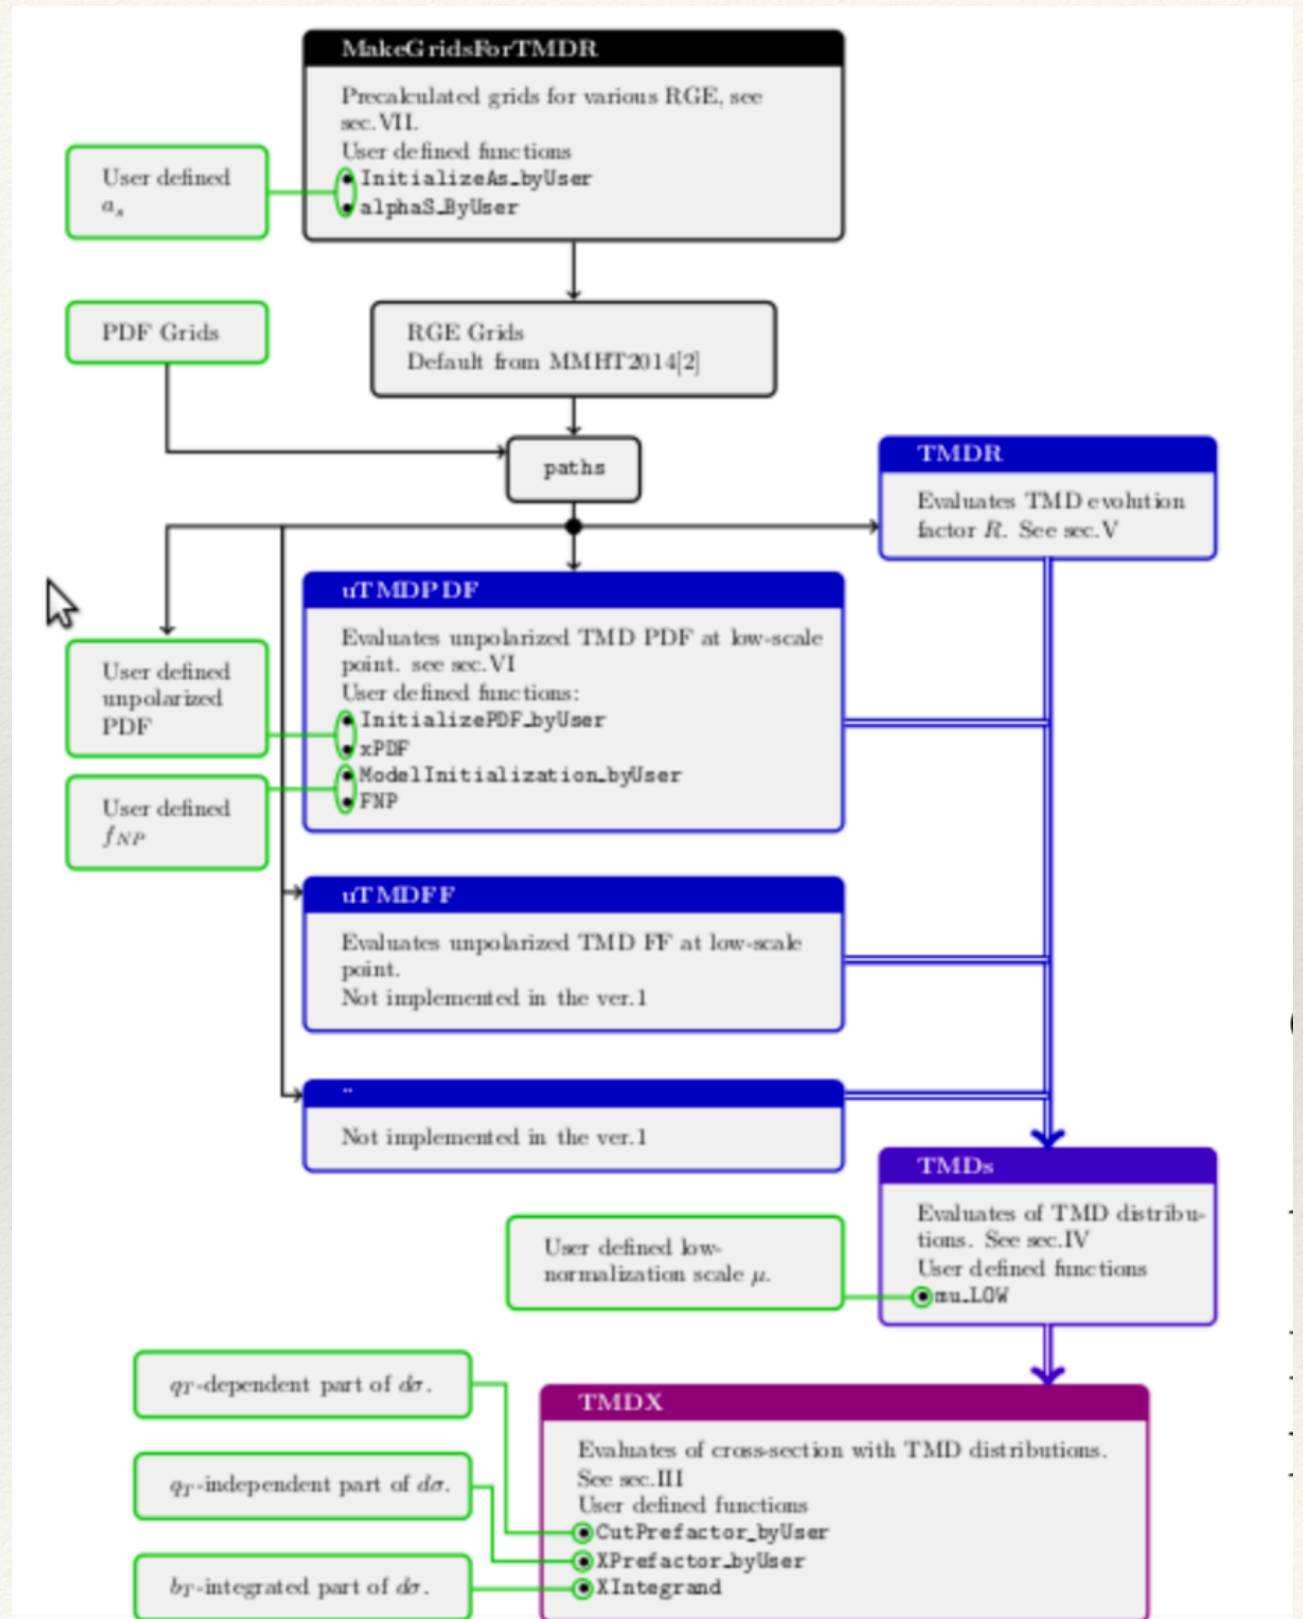 MakeGridsForTMDR
Precalculated grids for various RGE, see
sec.VII.
User defined functions
• InitializeAs_byUser
• alphaS_ByUser
User defined
a_s
PDF Grids
RGE Grids
Default from MMHT2014[2]
paths
TMDR
Evaluates TMD evolution
factor R. See sec.V
uTMDPDF
Evaluates unpolarized TMD PDF at low-scale
point. see sec.VI
User defined functions:
• InitializePDF_byUser
• xPDF
• ModelInitialization_byUser
• FNP
User defined
unpolarized
PDF
User defined
f_NP
uTMDFF
Evaluates unpolarized TMD FF at low-scale
point.
Not implemented in the ver.1
..
Not implemented in the ver.1
TMDs
Evaluates of TMD distribu-
tions. See sec.IV
User defined functions
• mu_LOW
User defined low-
normalization scale μ.
q_T-dependent part of dσ.
q_T-independent part of dσ.
b_T-integrated part of dσ.
TMDX
Evaluates of cross-section with TMD distributions.
See sec.III
User defined functions
• CutPrefactor_byUser
• XPrefactor_byUser
• XIntegrand